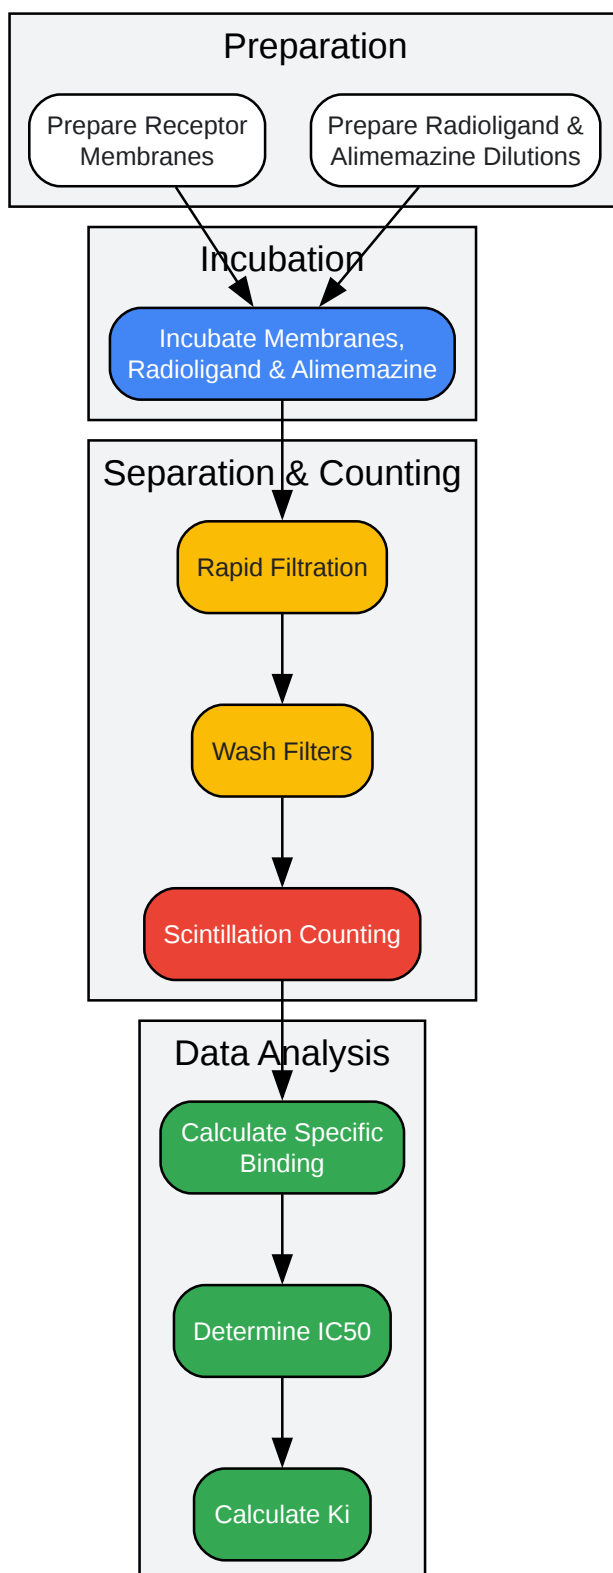 Preparation
Prepare Receptor
Membranes
Prepare Radioligand &
Alimemazine Dilutions
Incubation
Incubate Membranes,
Radioligand & Alimemazine
Separation & Counting
Rapid Filtration
Wash Filters
Scintillation Counting
Data Analysis
Calculate Specific
Binding
Determine IC50
Calculate Ki